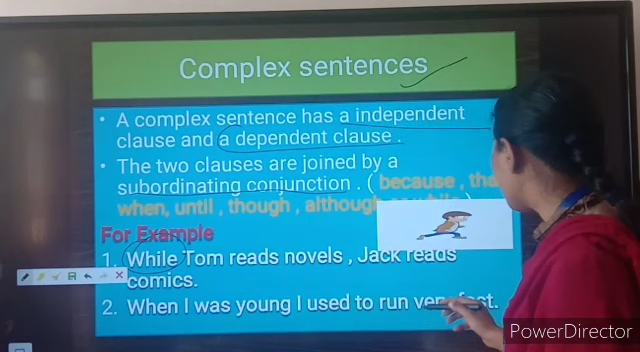 Complex sentences
• A complex sentence has a independent
clause and a dependent clause .
• The two clauses are joined by a
subordinating conjunction . ( because ,
when, until , though , although
For Example
1. While Tom reads novels , Jack reads
comics.
2. When I was young I used to run very fast.
PowerDirector